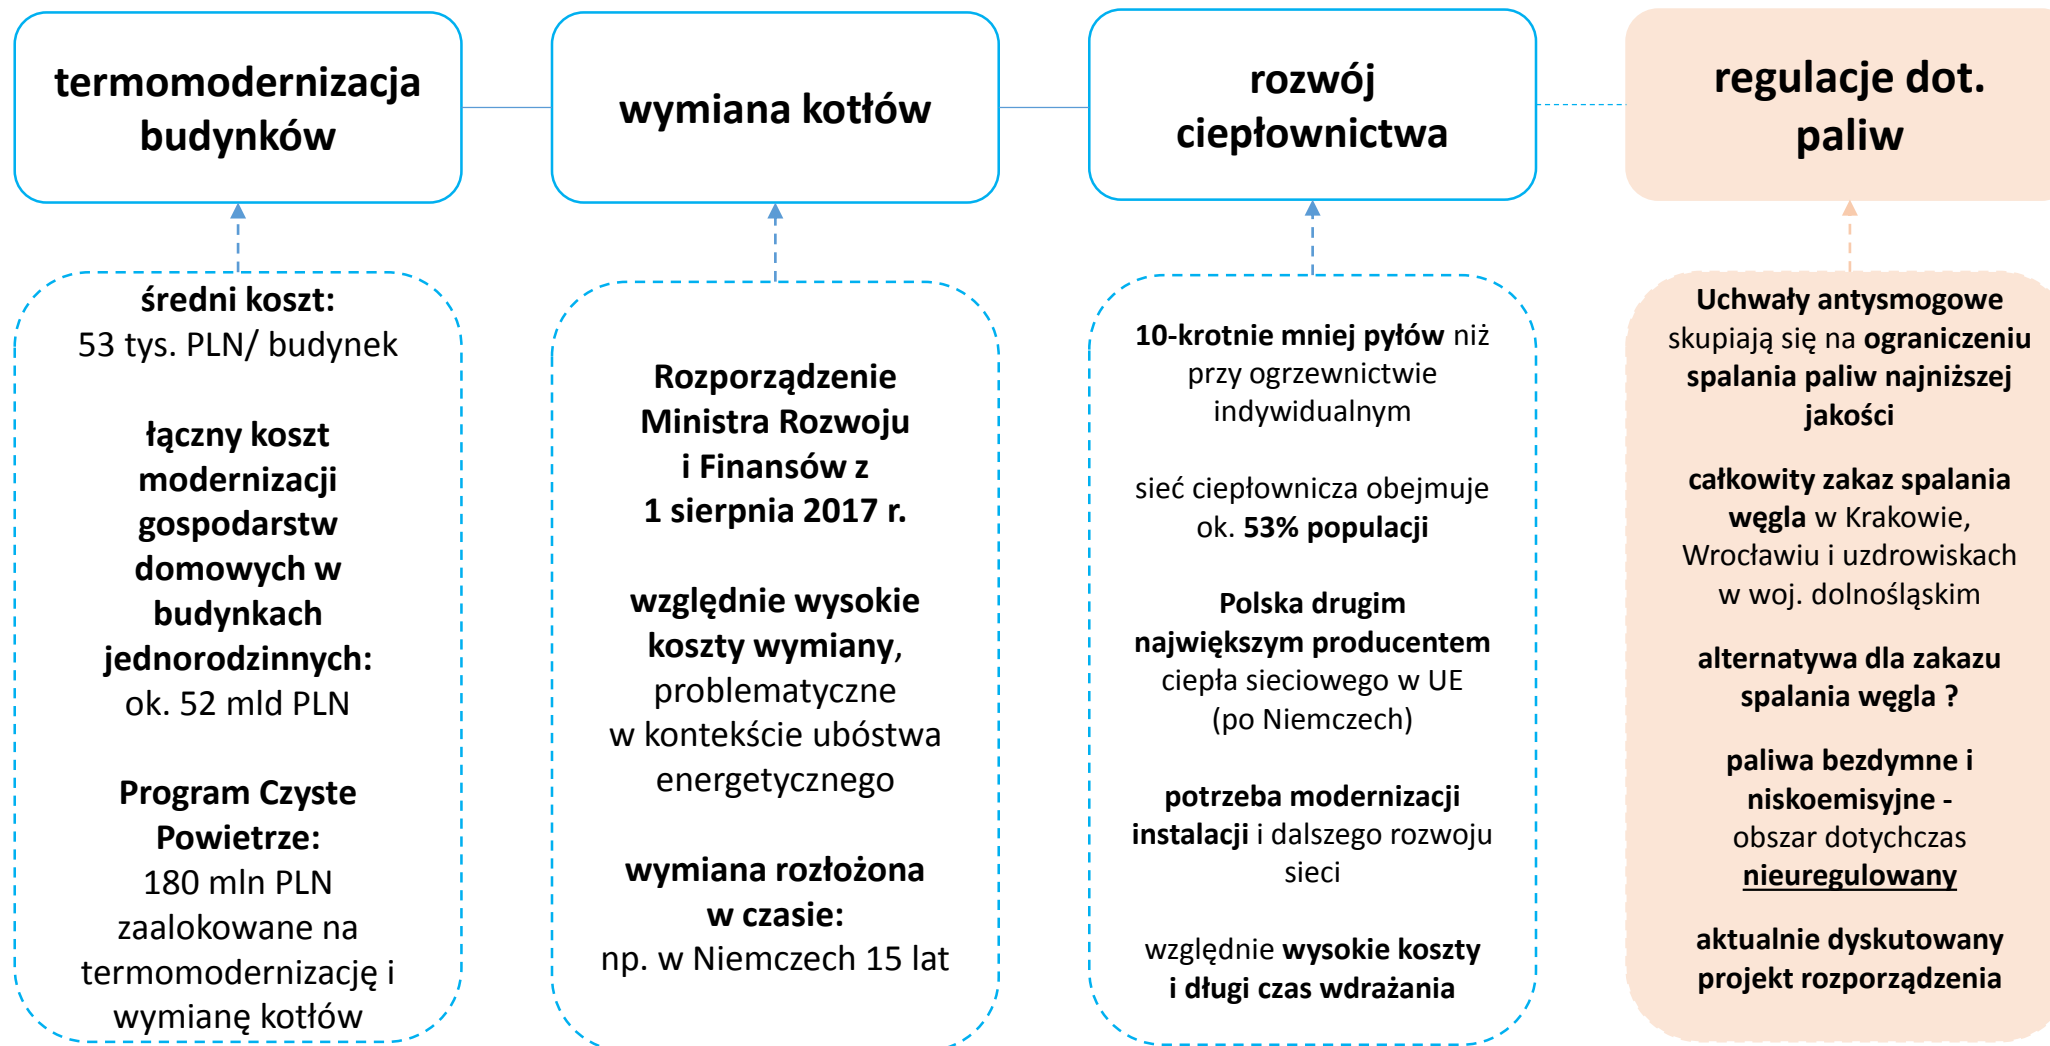 termomodernizacja
budynków
wymiana kotłów
rozwój
ciepłownictwa
regulacje dot.
paliw
średni koszt:
53 tys. PLN/ budynek
łączny koszt
modernizacji
gospodarstw
domowych w
budynkach
jednorodzinnych:
ok. 52 mld PLN
Program Czyste
Powietrze:
180 mln PLN
zaalokowane na
termomodernizację i
wymianę kotłów
Rozporządzenie
Ministra Rozwoju
i Finansów z
1 sierpnia 2017 r.
względnie wysokie
koszty wymiany,
problematyczne
w kontekście ubóstwa
energetycznego
wymiana rozłożona
w czasie:
np. w Niemczech 15 lat
10-krotnie mniej pyłów niż
przy ogrzewnictwie
indywidualnym
sieć ciepłownicza obejmuje
ok. 53% populacji
Polska drugim
największym producentem
ciepła sieciowego w UE
(po Niemczech)
potrzeba modernizacji
instalacji i dalszego rozwoju
sieci
względnie wysokie koszty
i długi czas wdrażania
Uchwały antysmogowe
skupiają się na ograniczeniu
spalania paliw najniższej
jakości
całkowity zakaz spalania
węgla w Krakowie,
Wrocławiu i uzdrowiskach
w woj. dolnośląskim
alternatywa dla zakazu
spalania węgla ?
paliwa bezdymne i
niskoemisyjne -
obszar dotychczas
nieuregulowany
aktualnie dyskutowany
projekt rozporządzenia